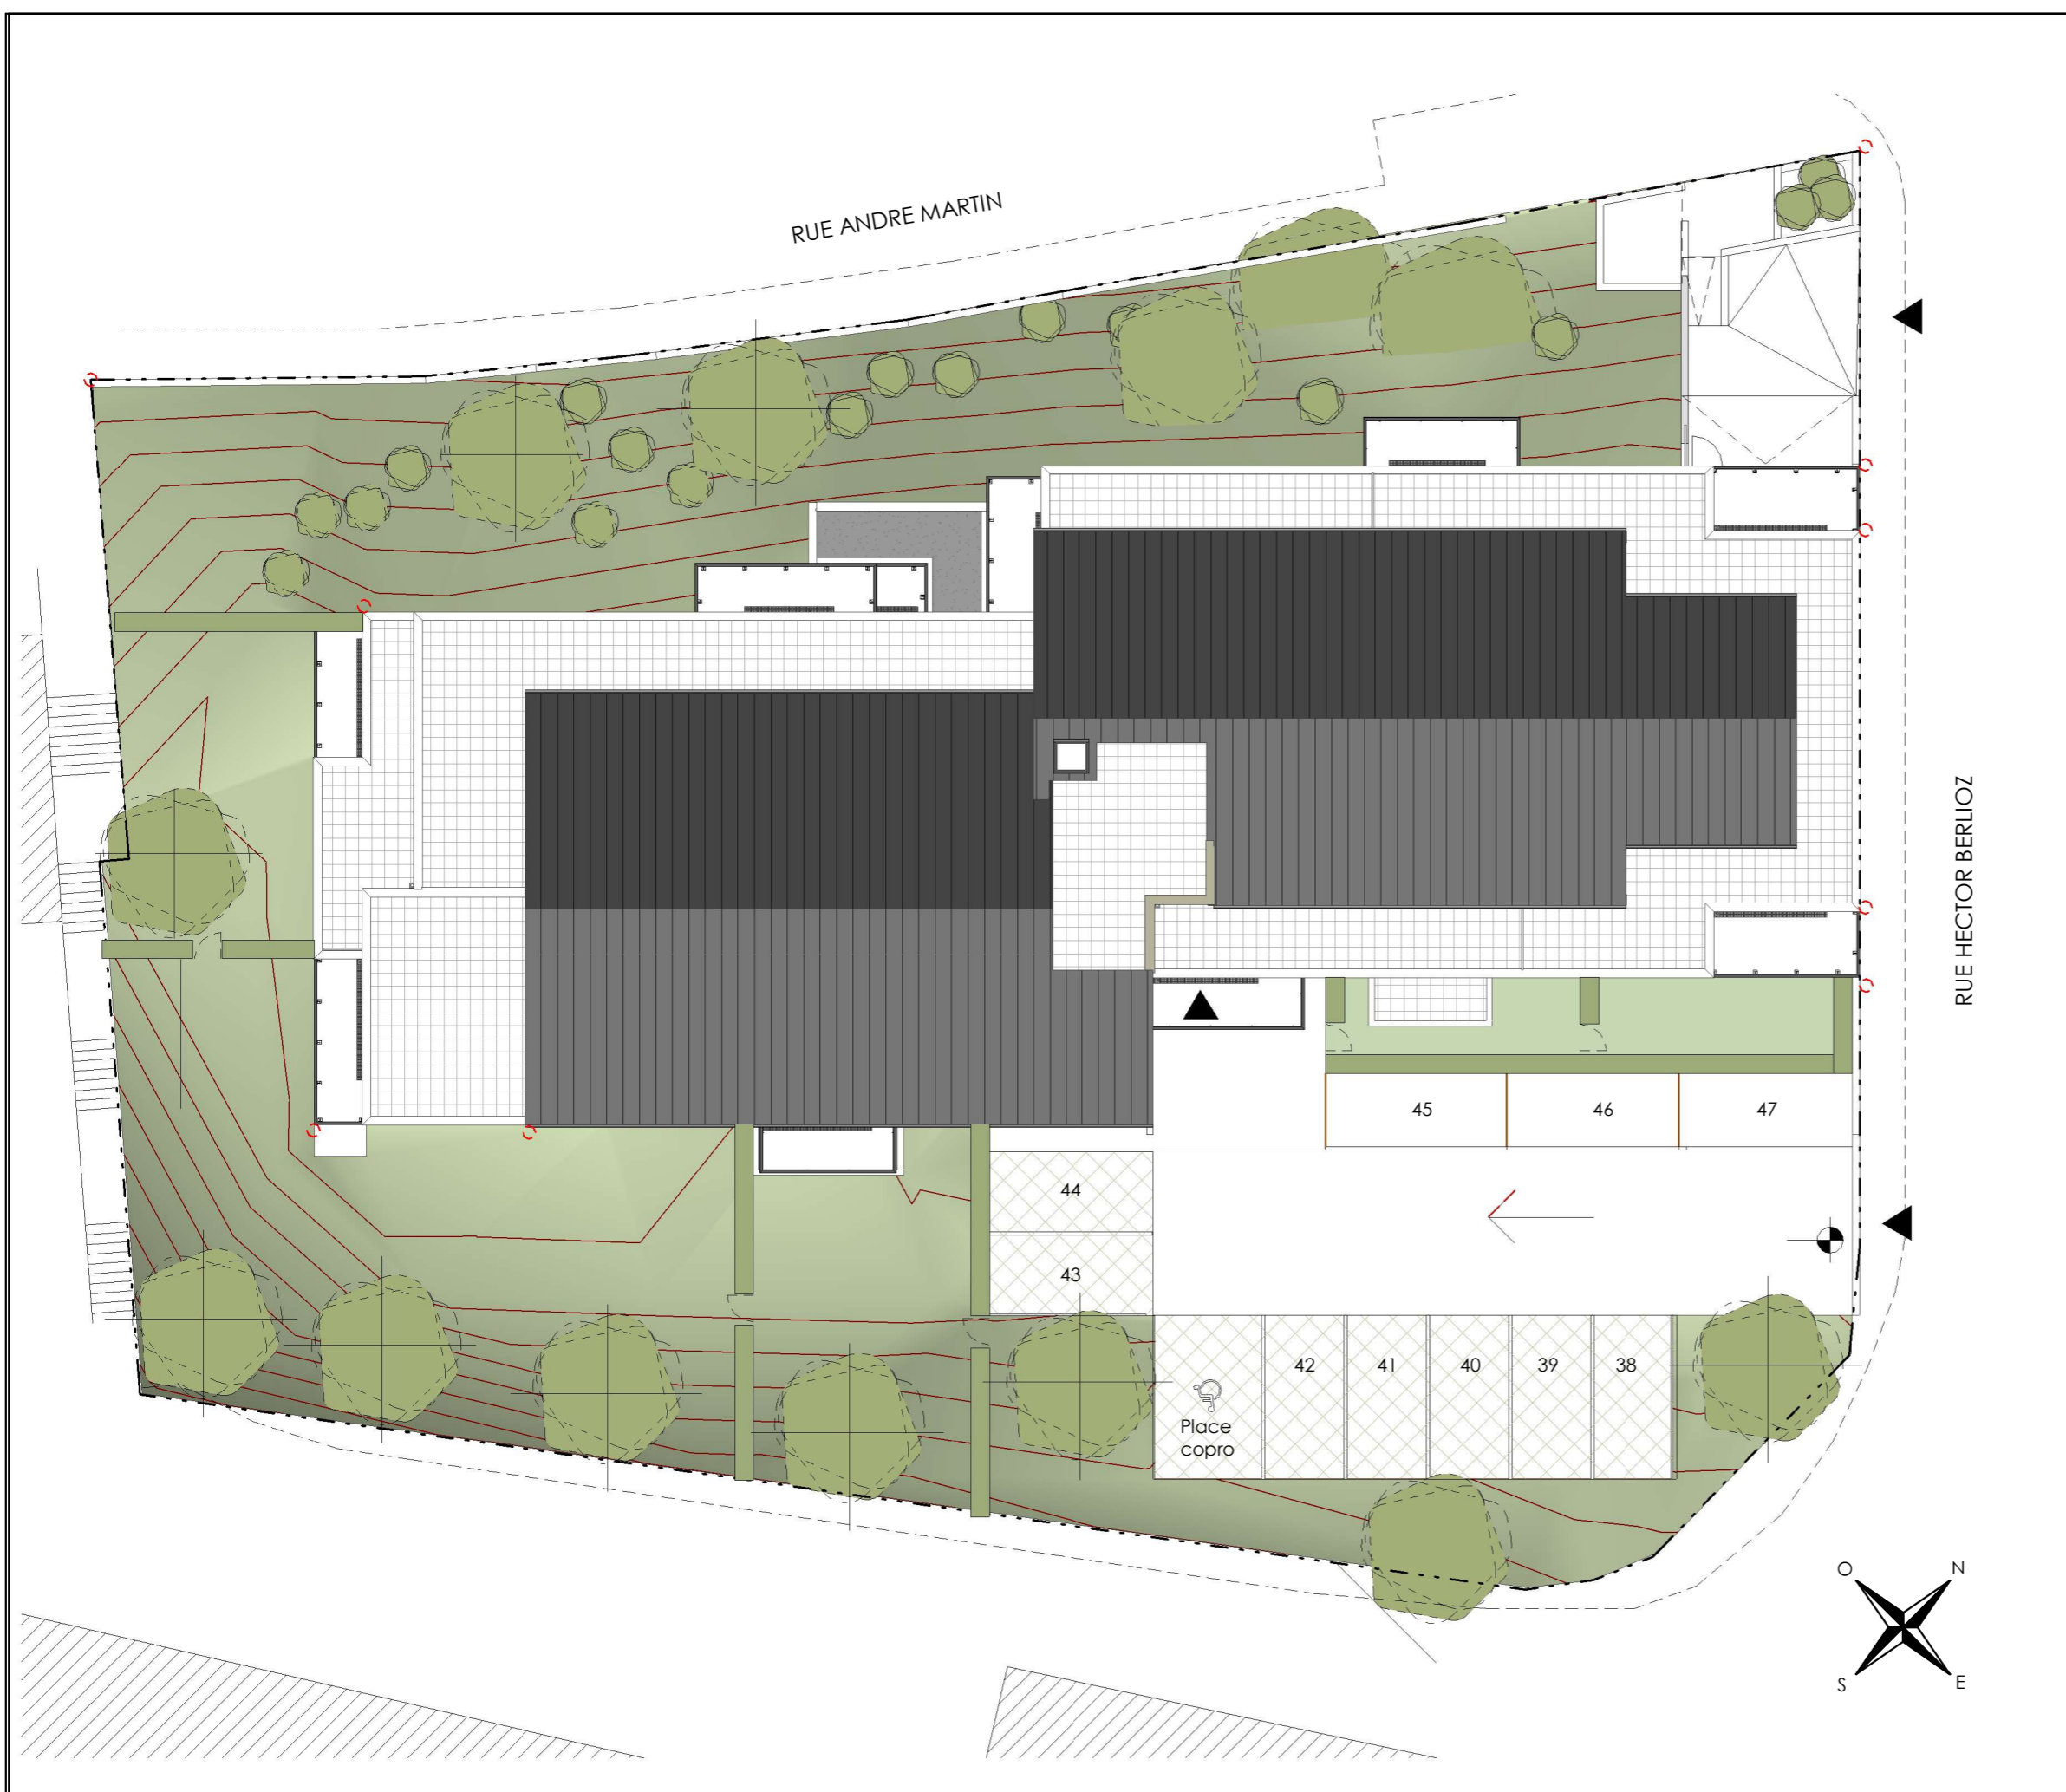 RUE ANDRE MARTIN
RUE HECTOR BERLIOZ
45
46
47
44
43
42
41
40
39
38
Place
copro
O
N
S
E